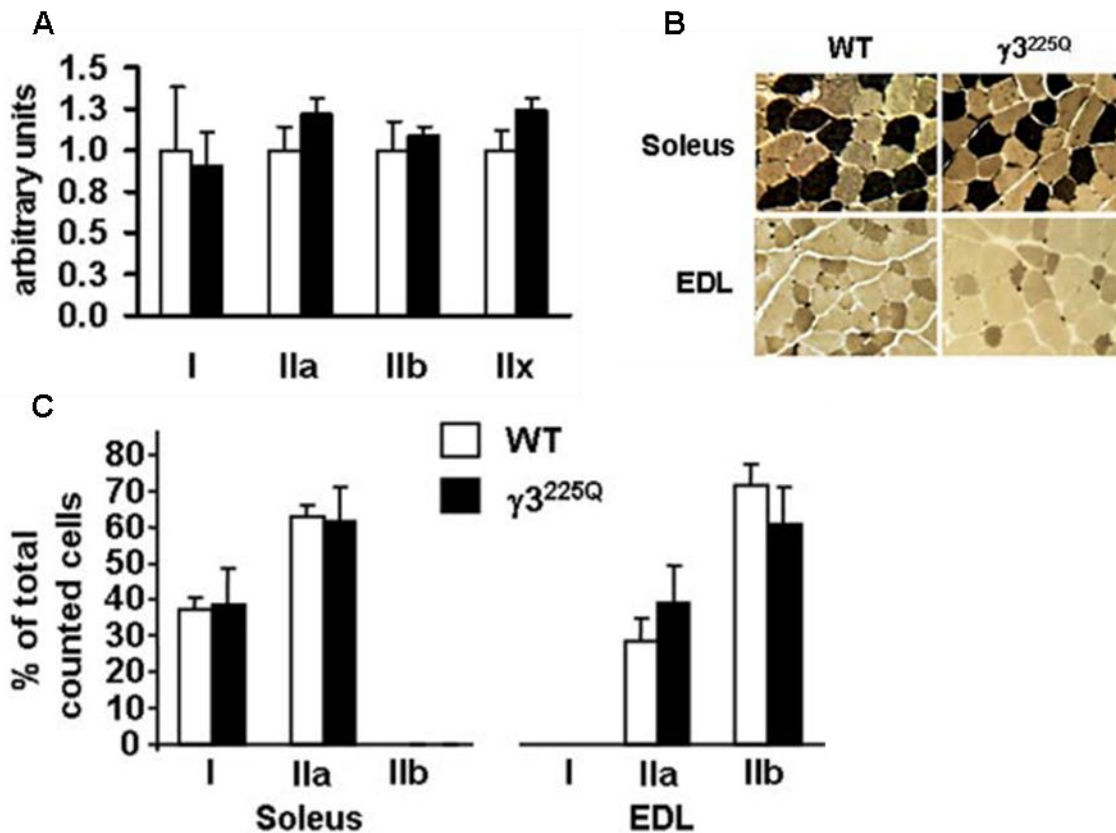 A
arbitrary units
1.5
1.3
1.0
0.8
0.5
0.3
0.0
I IIa IIb IIx
B
WT γ3²²⁵Q
Soleus
EDL
C
% of total
counted cells
80
70
60
50
40
30
20
10
0
WT
γ3²²⁵Q
I IIa IIb
Soleus
I IIa IIb
EDL